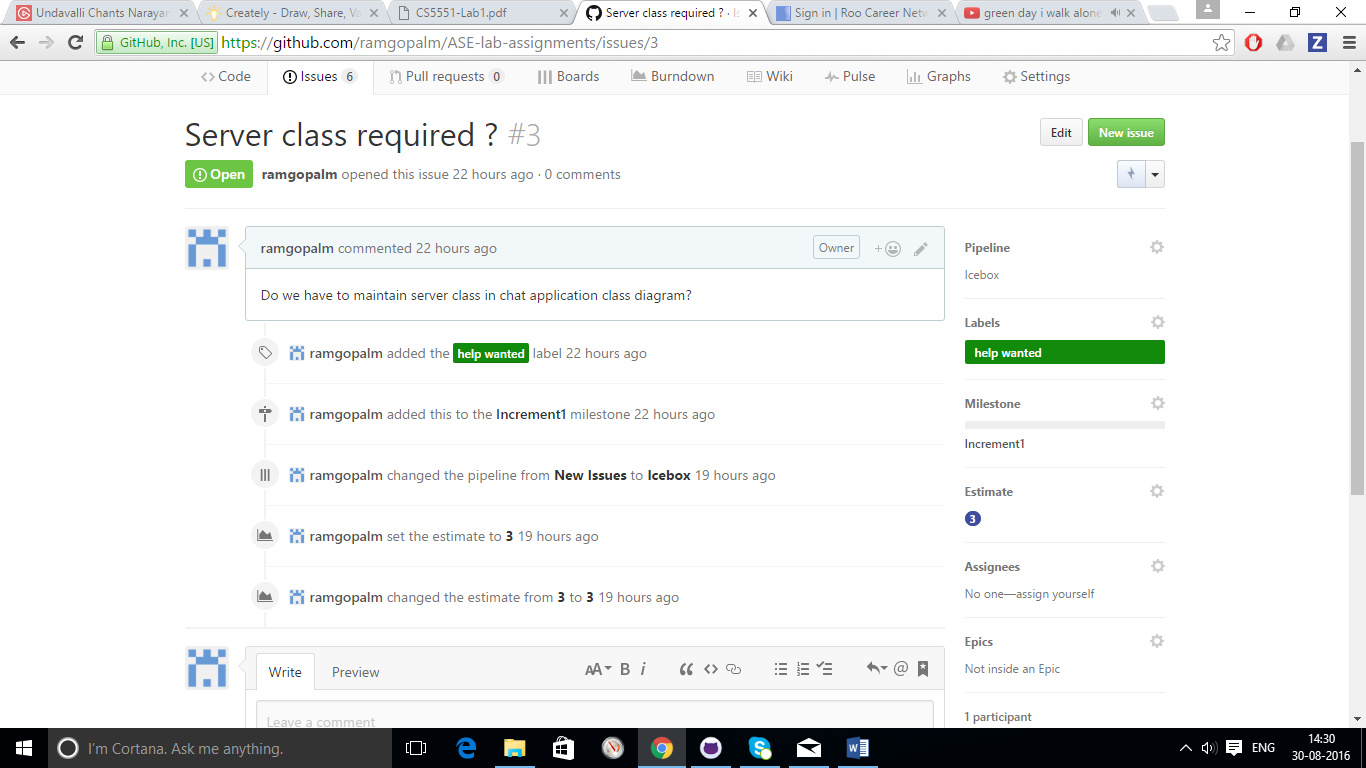 Undavalli Chants Narayan
Creately - Draw, Share, Va
CS5551-Lab1.pdf
Server class required ? · Is
Sign in | Roo Career Netw
green day i walk alone
GitHub, Inc. [US] https://github.com/ramgopalm/ASE-lab-assignments/issues/3
Code Issues 6 Pull requests 0 Boards Burndown Wiki Pulse Graphs Settings
Server class required ? #3
Edit New issue
Open ramgopalm opened this issue 22 hours ago · 0 comments
ramgopalm commented 22 hours ago Owner
Do we have to maintain server class in chat application class diagram?
ramgopalm added the help wanted label 22 hours ago
ramgopalm added this to the Increment1 milestone 22 hours ago
ramgopalm changed the pipeline from New Issues to Icebox 19 hours ago
ramgopalm set the estimate to 3 19 hours ago
ramgopalm changed the estimate from 3 to 3 19 hours ago
Pipeline
Icebox
Labels
help wanted
Milestone
Increment1
Estimate
3
Assignees
No one—assign yourself
Epics
Not inside an Epic
1 participant
Write Preview
AA B i
Leave a comment
I'm Cortana. Ask me anything.
ENG
14:30
30-08-2016